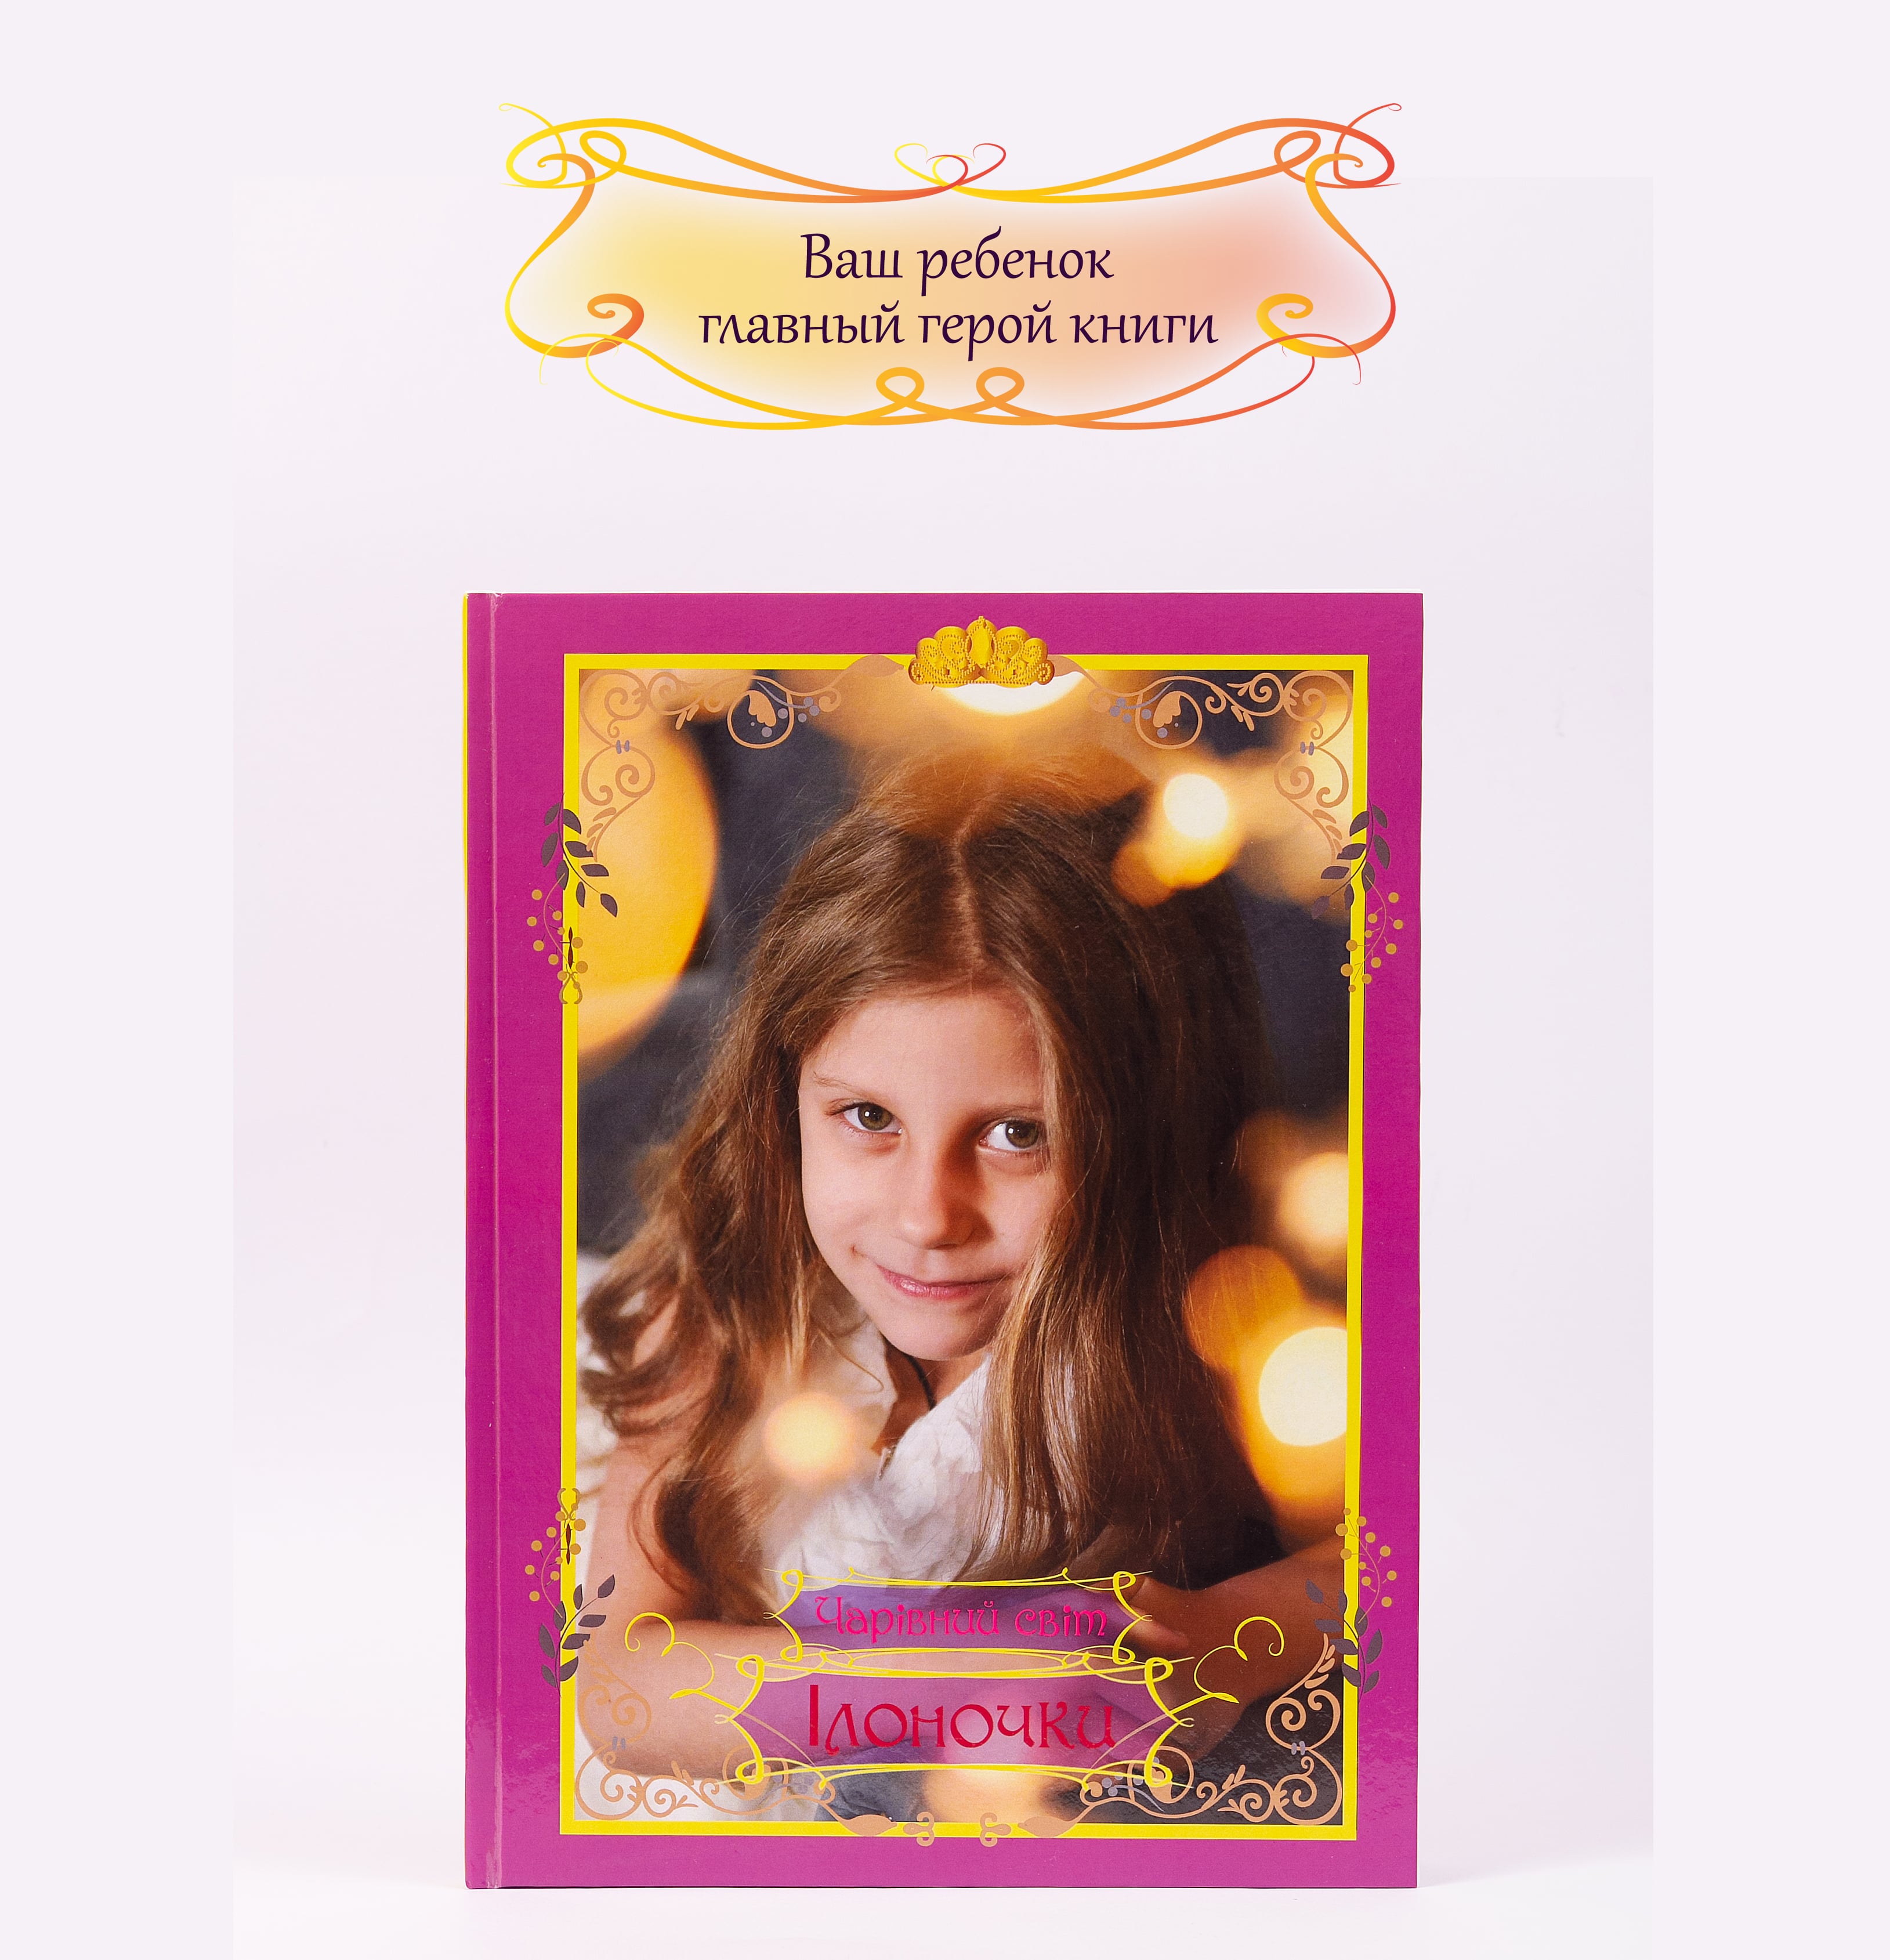 Ваш ребенок
главный герой книги
Чарівний світ
Ілоночки